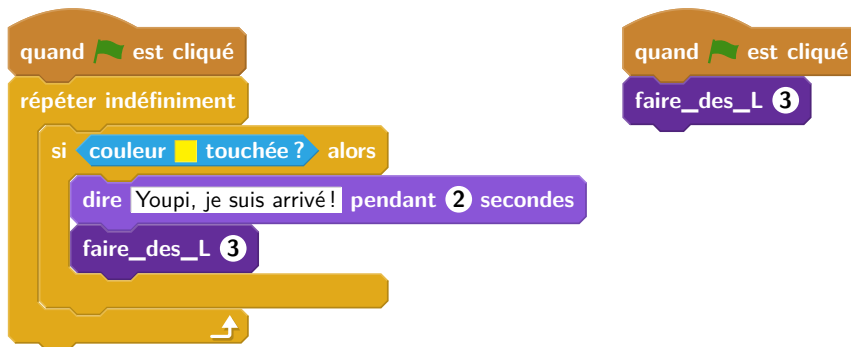 quand est cliqué
répéter indéfiniment
si couleur touchée ? alors
dire Youpi, je suis arrivé ! pendant 2 secondes
faire_des_L 3
quand est cliqué
faire_des_L 3